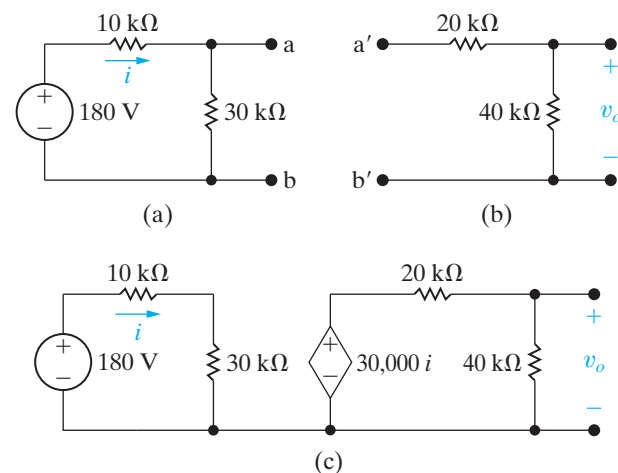 10 kΩ
a
i
+
−
180 V
30 kΩ
b
(a)
20 kΩ
a′
+
40 kΩ
v_o
−
b′
(b)
10 kΩ
i
+
−
180 V
30 kΩ
20 kΩ
+
−
30,000 i
40 kΩ
+
v_o
−
(c)